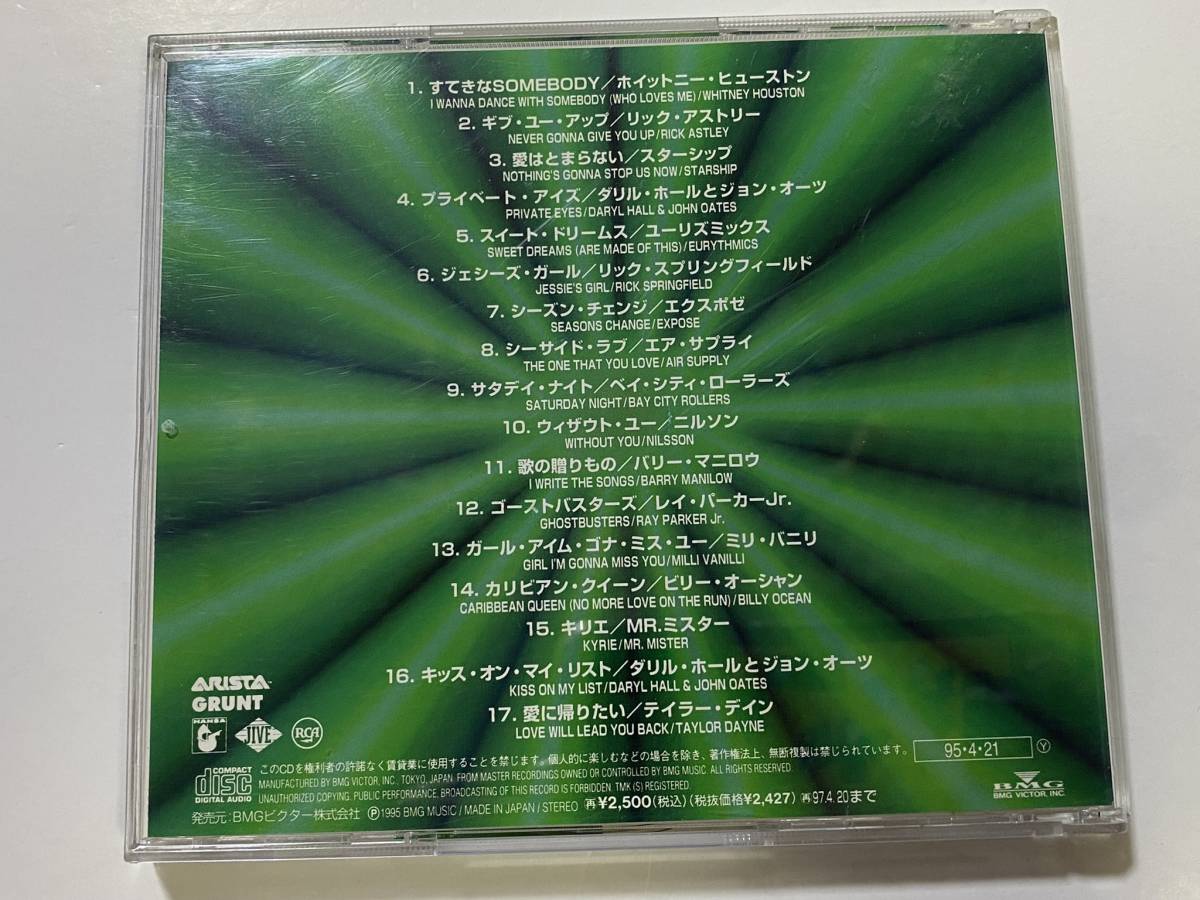 1. すてきなSOMEBODY／ホイットニー・ヒューストン
I WANNA DANCE WITH SOMEBODY (WHO LOVES ME)/WHITNEY HOUSTON
2. ギブ・ユー・アップ／リック・アストリー
NEVER GONNA GIVE YOU UP/RICK ASTLEY
3. 愛はとまらない／スターシップ
NOTHING'S GONNA STOP US NOW/STARSHIP
4. プライベート・アイズ／ダリル・ホールとジョン・オーツ
PRIVATE EYES/DARYL HALL & JOHN OATES
5. スイート・ドリームス／ユーリズミックス
SWEET DREAMS (ARE MADE OF THIS)/EURYTHMICS
6. ジェシーズ・ガール／リック・スプリングフィールド
JESSIE'S GIRL/RICK SPRINGFIELD
7. シーズン・チェンジ／エクスポゼ
SEASONS CHANGE/EXPOSE
8. シーサイド・ラブ／エア・サプライ
THE ONE THAT YOU LOVE/AIR SUPPLY
9. サタデイ・ナイト／ベイ・シティ・ローラーズ
SATURDAY NIGHT/BAY CITY ROLLERS
10. ウィザウト・ユー／ニルソン
WITHOUT YOU/NILSSON
11. 歌の贈りもの／バリー・マニロウ
I WRITE THE SONGS/BARRY MANILOW
12. ゴーストバスターズ／レイ・パーカーJr.
GHOSTBUSTERS/RAY PARKER Jr.
13. ガール・アイム・ゴナ・ミス・ユー／ミリ・バニリ
GIRL I'M GONNA MISS YOU/MILLI VANILLI
14. カリビアン・クイーン／ビリー・オーシャン
CARIBBEAN QUEEN (NO MORE LOVE ON THE RUN)/BILLY OCEAN
15. キリエ／MR.ミスター
KYRIE/MR. MISTER
16. キッス・オン・マイ・リスト／ダリル・ホールとジョン・オーツ
KISS ON MY LIST/DARYL HALL & JOHN OATES
17. 愛に帰りたい／テイラー・デイン
LOVE WILL LEAD YOU BACK/TAYLOR DAYNE
ARISTA™
GRUNT
HANSA
JIVE
RCA
COMPACT
disc
DIGITAL AUDIO
このCDを権利者の許諾なく賃貸業に使用することを禁じます。個人的に楽しむなどの場合を除き、著作権法上、無断複製は禁じられています。
95・4・21
Ⓨ
MANUFACTURED BY BMG VICTOR, INC. TOKYO, JAPAN. FROM MASTER RECORDINGS OWNED OR CONTROLLED BY BMG MUSIC. ALL RIGHTS RESERVED.
UNAUTHORIZED COPYING, PUBLIC PERFORMANCE, BROADCASTING OF THIS RECORD IS FORBIDDEN. TMK (S) REGISTERED.
再¥2,500(税込)(税抜価格¥2,427) 再97.4.20まで
発売元：BMGビクター株式会社 Ⓟ1995 BMG MUSIC / MADE IN JAPAN / STEREO
BMG
BMG VICTOR, INC.